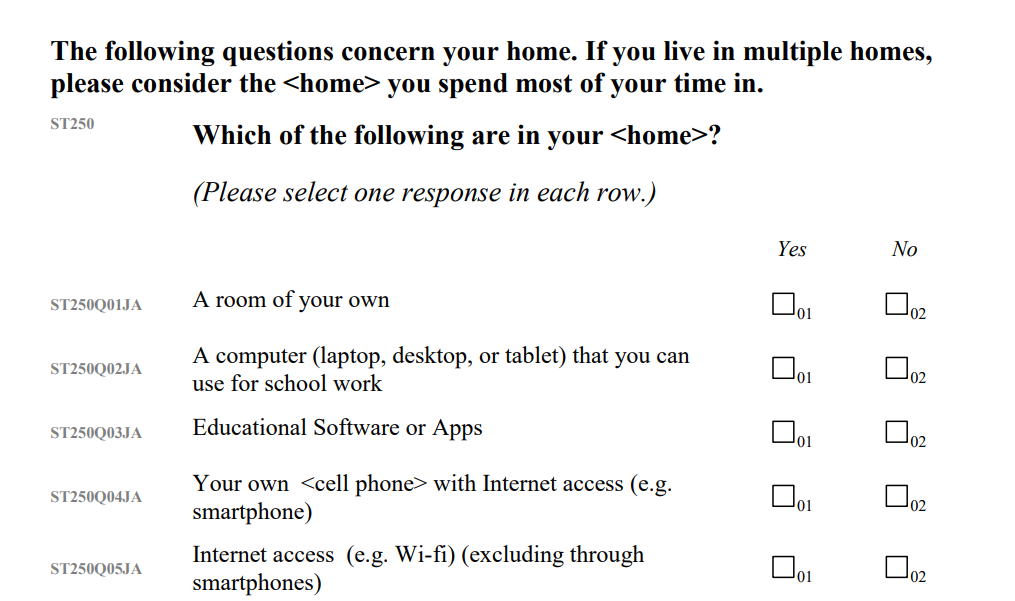 The following questions concern your home. If you live in multiple homes,
please consider the <home> you spend most of your time in.
ST250
Which of the following are in your <home>?
(Please select one response in each row.)
Yes No
ST250Q01JA A room of your own 01 02
ST250Q02JA A computer (laptop, desktop, or tablet) that you can
use for school work 01 02
ST250Q03JA Educational Software or Apps 01 02
ST250Q04JA Your own <cell phone> with Internet access (e.g.
smartphone) 01 02
ST250Q05JA Internet access (e.g. Wi-fi) (excluding through
smartphones) 01 02